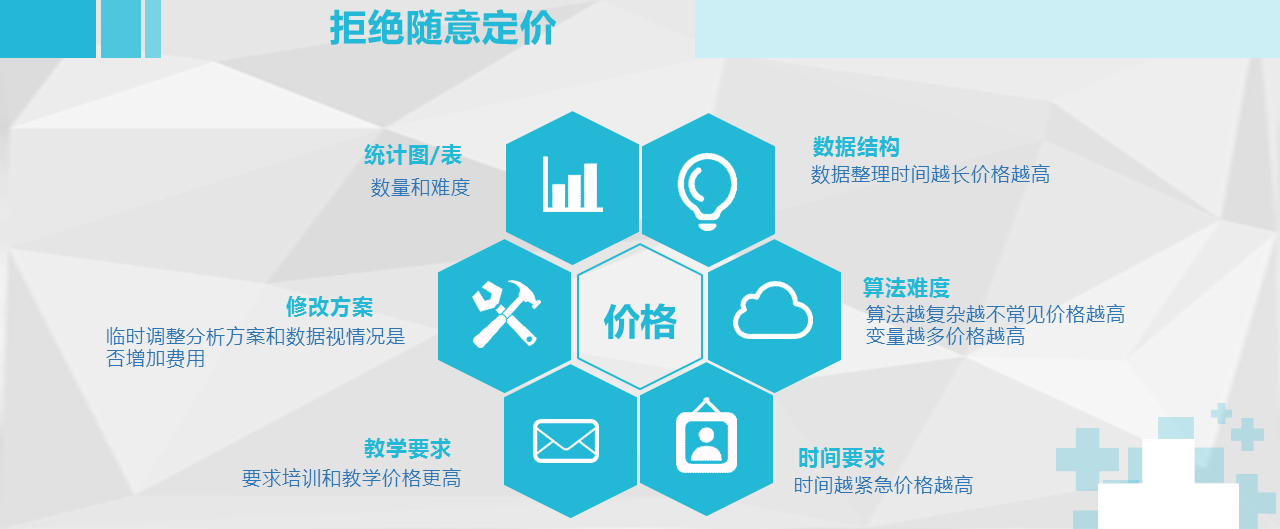 拒绝随意定价
统计图/表
数量和难度
数据结构
数据整理时间越长价格越高
修改方案
临时调整分析方案和数据视情况是
否增加费用
价格
算法难度
算法越复杂越不常见价格越高
变量越多价格越高
教学要求
要求培训和教学价格更高
时间要求
时间越紧急价格越高